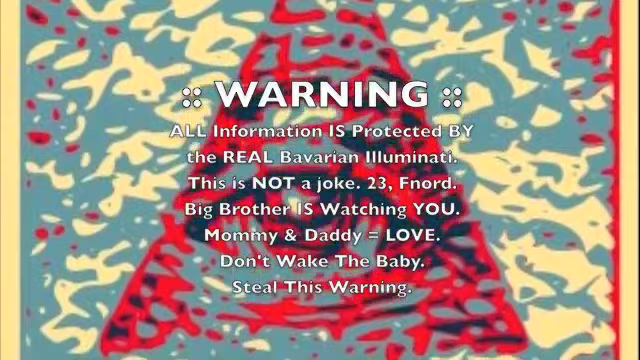 :: WARNING ::
ALL Information IS Protected BY
the REAL Bavarian Illuminati.
This is NOT a joke. 23, Fnord.
Big Brother IS Watching YOU.
Mommy & Daddy = LOVE.
Don't Wake The Baby.
Steal This Warning.